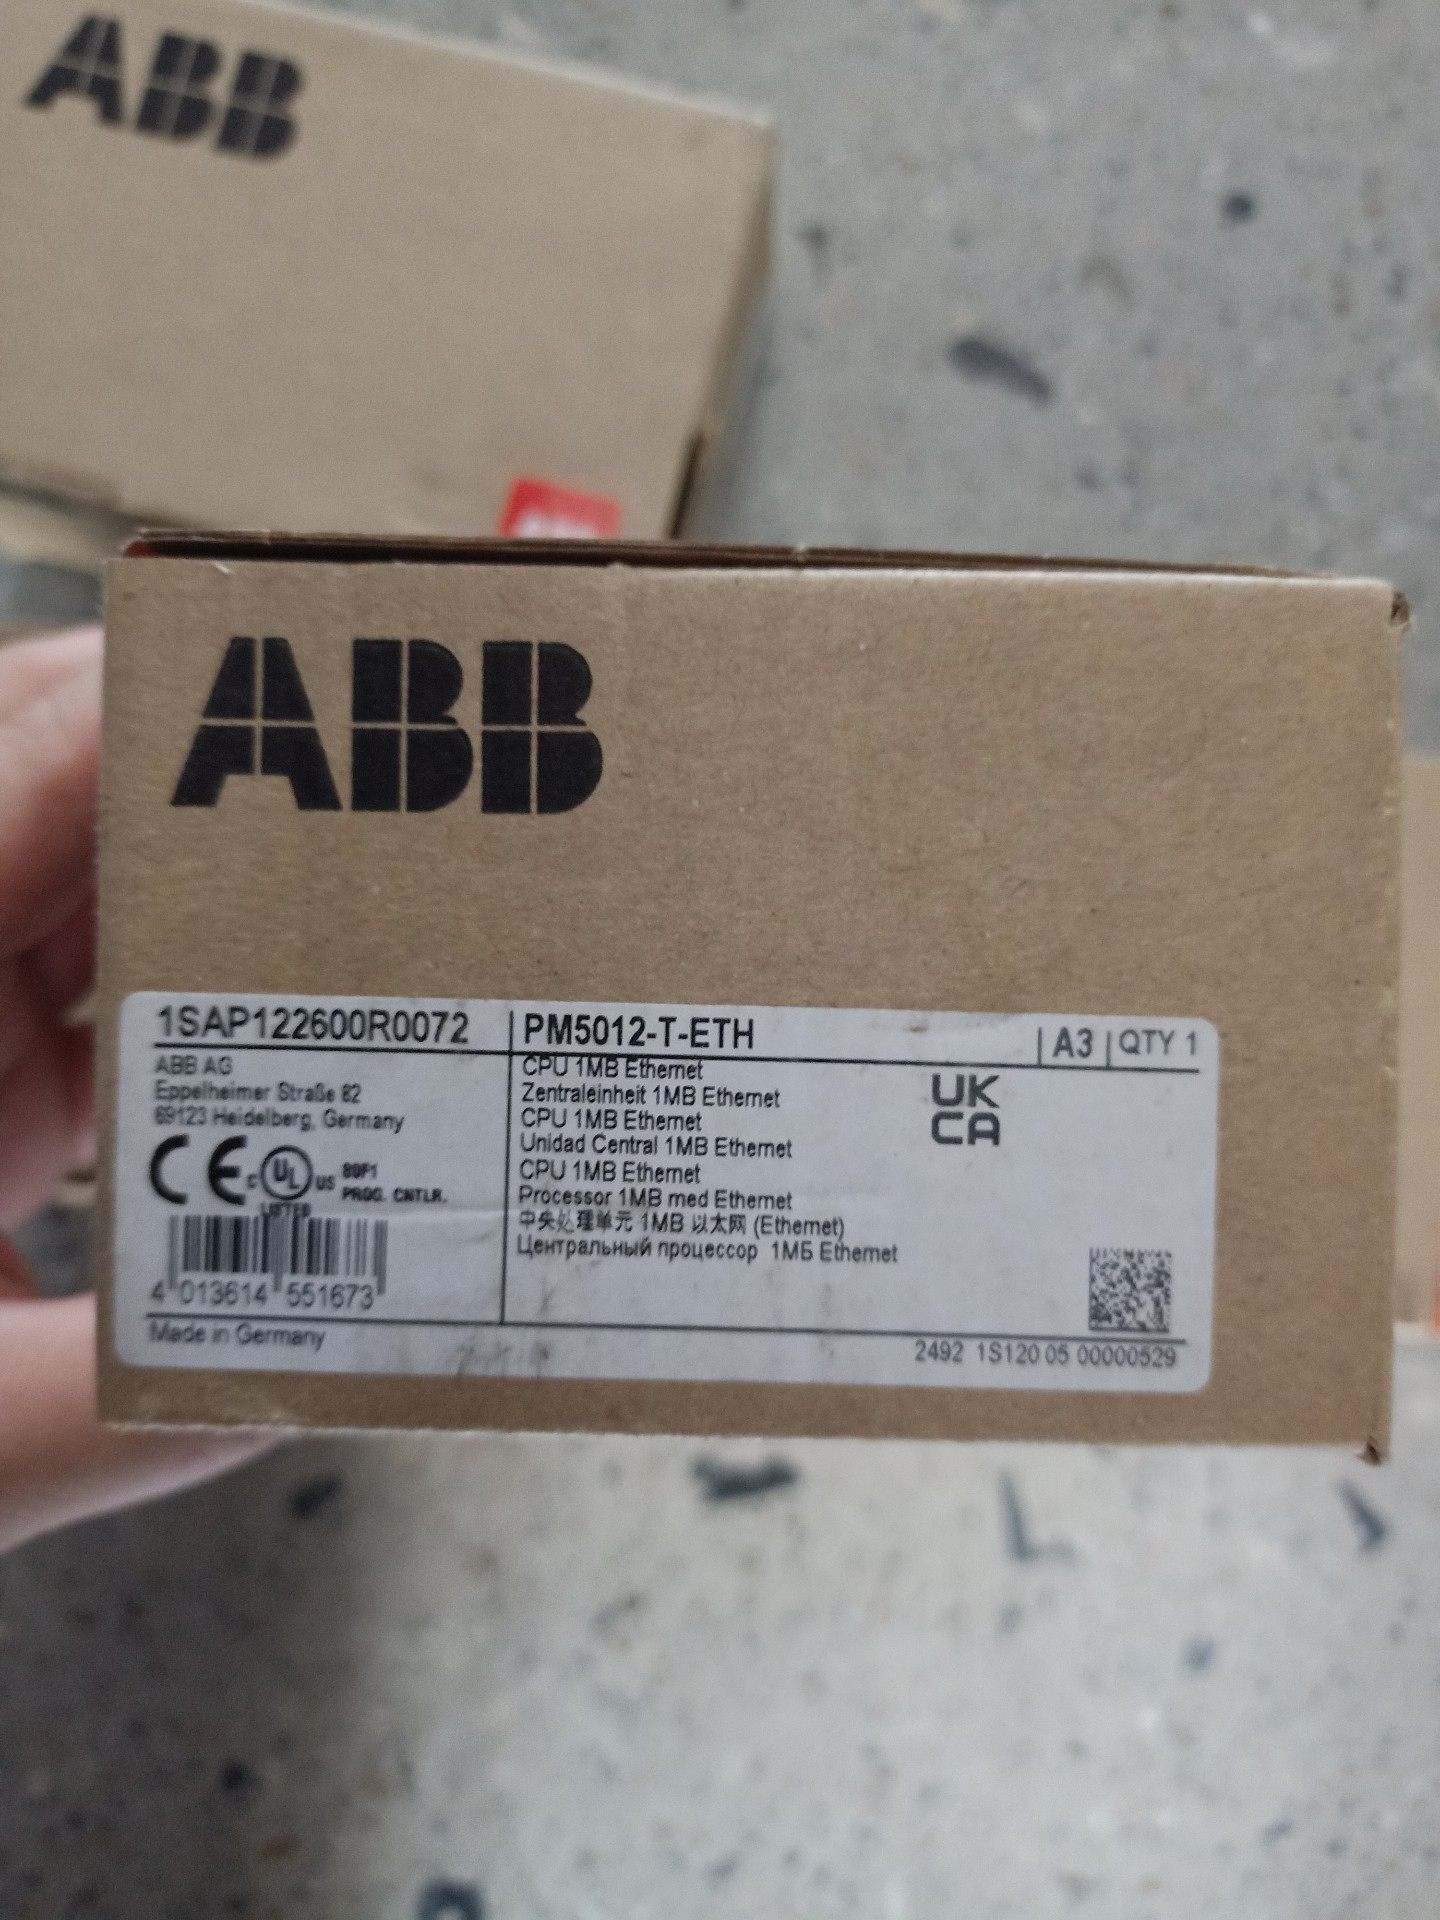 ABB
ABB
1SAP122600R0072
PM5012-T-ETH
A3
QTY 1
ABB AG
Eppelheimer Straße 82
69123 Heidelberg, Germany
CE
C UL US
LISTED
80F1
PROG. CNTLR.
4 013614 551673
CPU 1MB Ethernet
Zentraleinheit 1MB Ethernet
CPU 1MB Ethernet
Unidad Central 1MB Ethernet
CPU 1MB Ethernet
Processor 1MB med Ethernet
中央处理单元 1MB 以太网 (Ethernet)
Центральный процессор 1МБ Ethernet
UK
CA
Made in Germany
2492 1S120 05 00000529